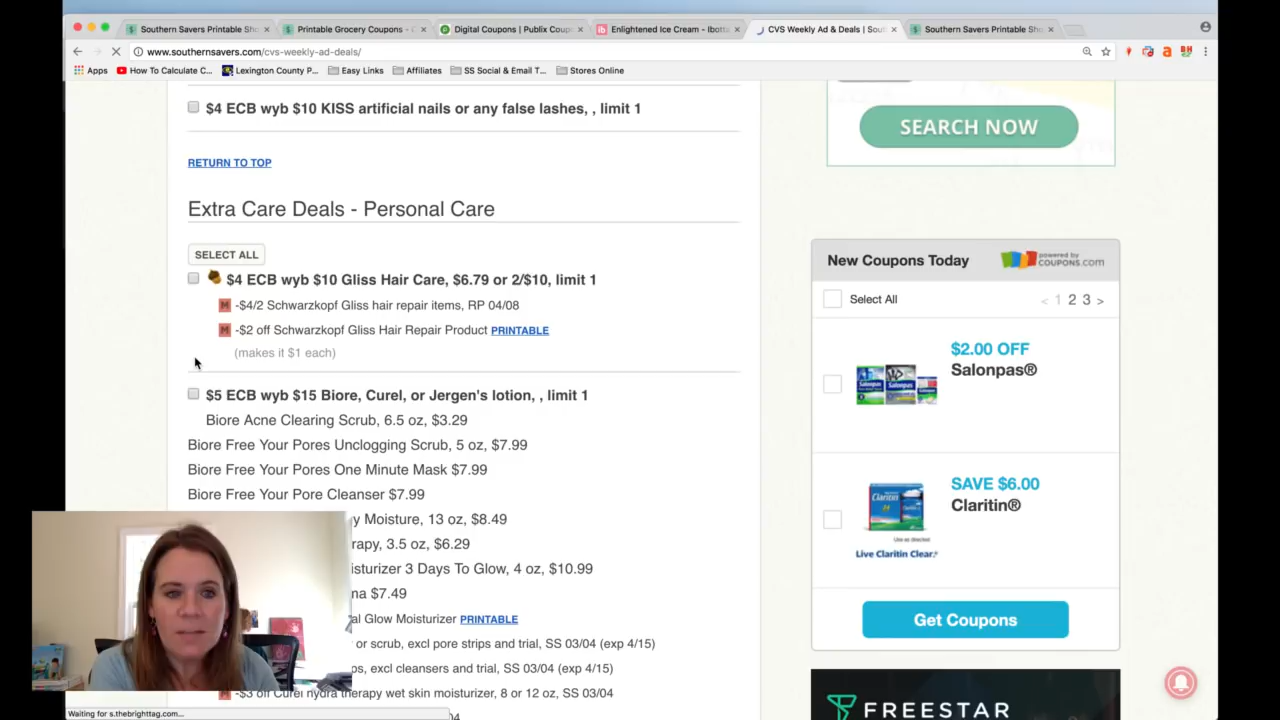 Southern Savers Printable Sho
Printable Grocery Coupons - C
Digital Coupons | Publix Coup
Enlightened Ice Cream - Ibott
CVS Weekly Ad & Deals | Sou
Southern Savers Printable Sho
www.southernsavers.com/cvs-weekly-ad-deals/
Apps
How To Calculate C...
Lexington County P...
Easy Links
Affiliates
SS Social & Email T...
Stores Online
$4 ECB wyb $10 KISS artificial nails or any false lashes, , limit 1
RETURN TO TOP
Extra Care Deals - Personal Care
SELECT ALL
$4 ECB wyb $10 Gliss Hair Care, $6.79 or 2/$10, limit 1
M -$4/2 Schwarzkopf Gliss hair repair items, RP 04/08
M -$2 off Schwarzkopf Gliss Hair Repair Product PRINTABLE
(makes it $1 each)
$5 ECB wyb $15 Biore, Curel, or Jergen's lotion, , limit 1
Biore Acne Clearing Scrub, 6.5 oz, $3.29
Biore Free Your Pores Unclogging Scrub, 5 oz, $7.99
Biore Free Your Pores One Minute Mask $7.99
Biore Free Your Pore Cleanser $7.99
y Moisture, 13 oz, $8.49
rapy, 3.5 oz, $6.29
isturizer 3 Days To Glow, 4 oz, $10.99
na $7.49
al Glow Moisturizer PRINTABLE
or scrub, excl pore strips and trial, SS 03/04 (exp 4/15)
ps, excl cleansers and trial, SS 03/04 (exp 4/15)
-$3 off Curel hydra therapy wet skin moisturizer, 8 or 12 oz, SS 03/04
Waiting for s.thebrighttag.com...
SEARCH NOW
New Coupons Today
powered by
COUPONS.com
Select All
< 1 2 3 >
$2.00 OFF
Salonpas®
SAVE $6.00
Claritin®
Claritin
Use as directed
Live Claritin Clear.®
Get Coupons
FREESTAR